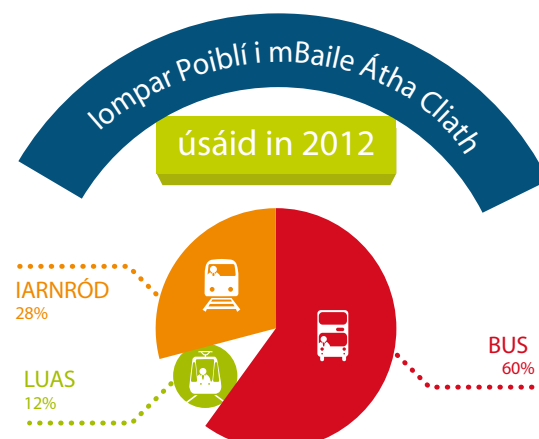 Iompar Poiblí i mBaile Átha Cliath
úsáid in 2012
IARNRÓD
28%
BUS
60%
LUAS
12%